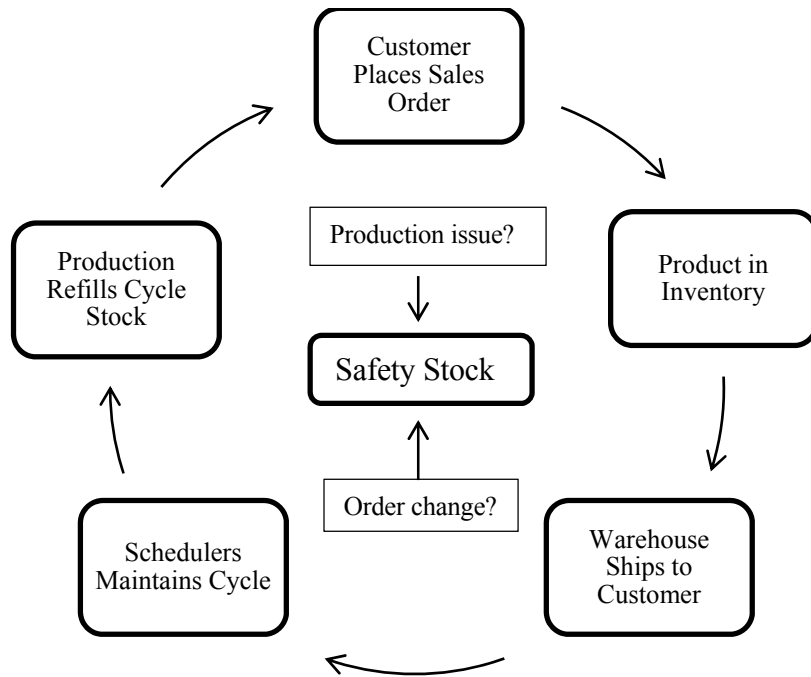 Customer
Places Sales
Order
Production issue?
Production
Refills Cycle
Stock
Product in
Inventory
Safety Stock
Order change?
Schedulers
Maintains Cycle
Warehouse
Ships to
Customer